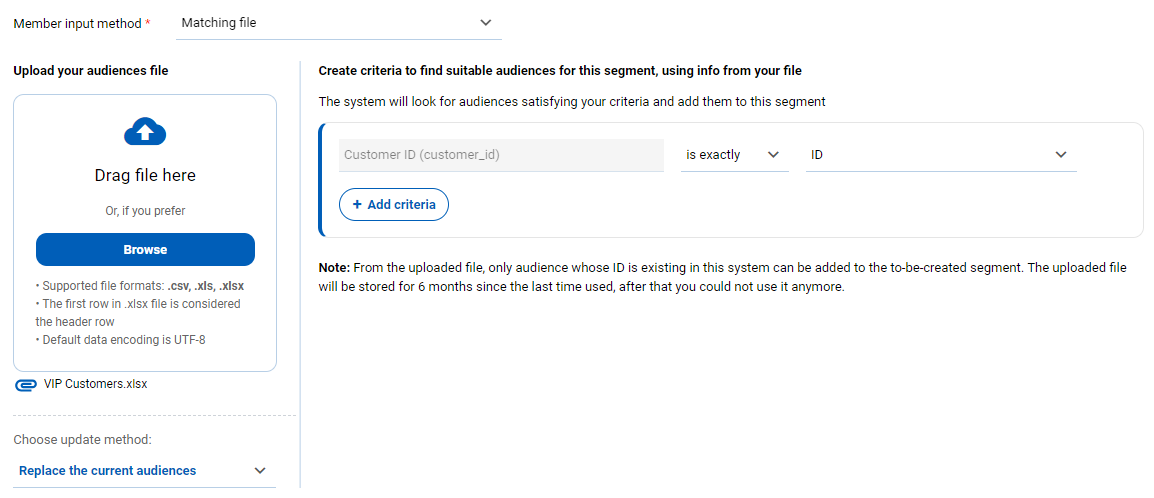 Member input method * Matching file
Upload your audiences file
Drag file here
Or, if you prefer
Browse
• Supported file formats: .csv, .xls, .xlsx
• The first row in .xlsx file is considered
the header row
• Default data encoding is UTF-8
VIP Customers.xlsx
Choose update method:
Replace the current audiences
Create criteria to find suitable audiences for this segment, using info from your file
The system will look for audiences satisfying your criteria and add them to this segment
Customer ID (customer_id) is exactly ID
+ Add criteria
Note: From the uploaded file, only audience whose ID is existing in this system can be added to the to-be-created segment. The uploaded file
will be stored for 6 months since the last time used, after that you could not use it anymore.